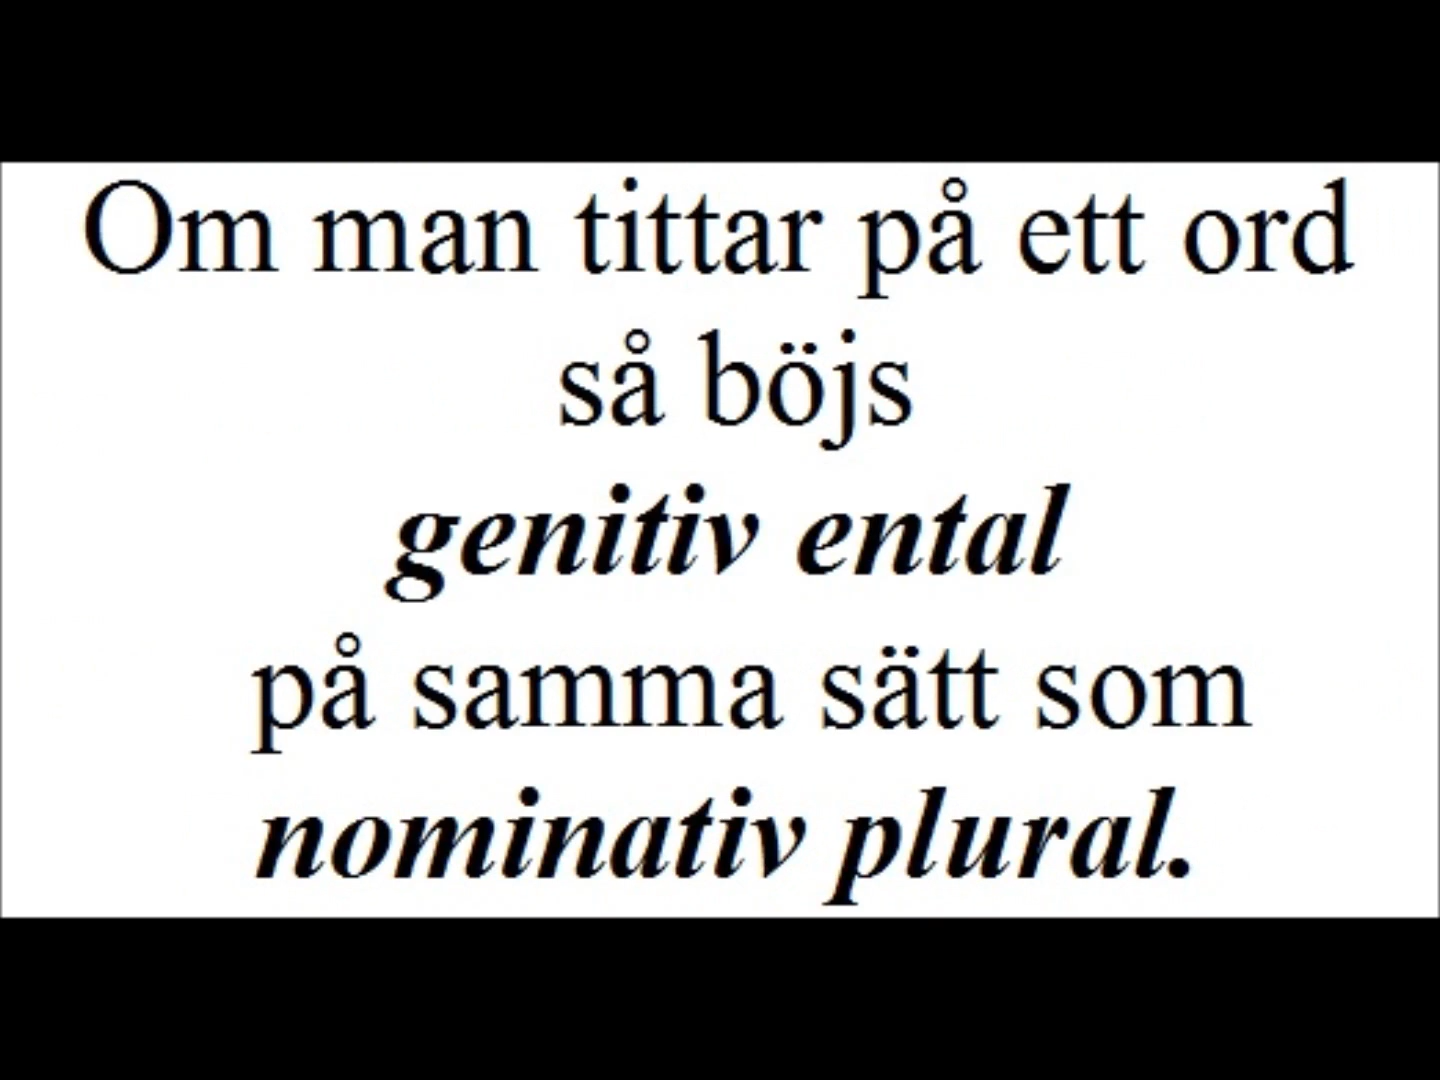 Om man tittar på ett ord
så böjs
genitiv ental
på samma sätt som
nominativ plural.